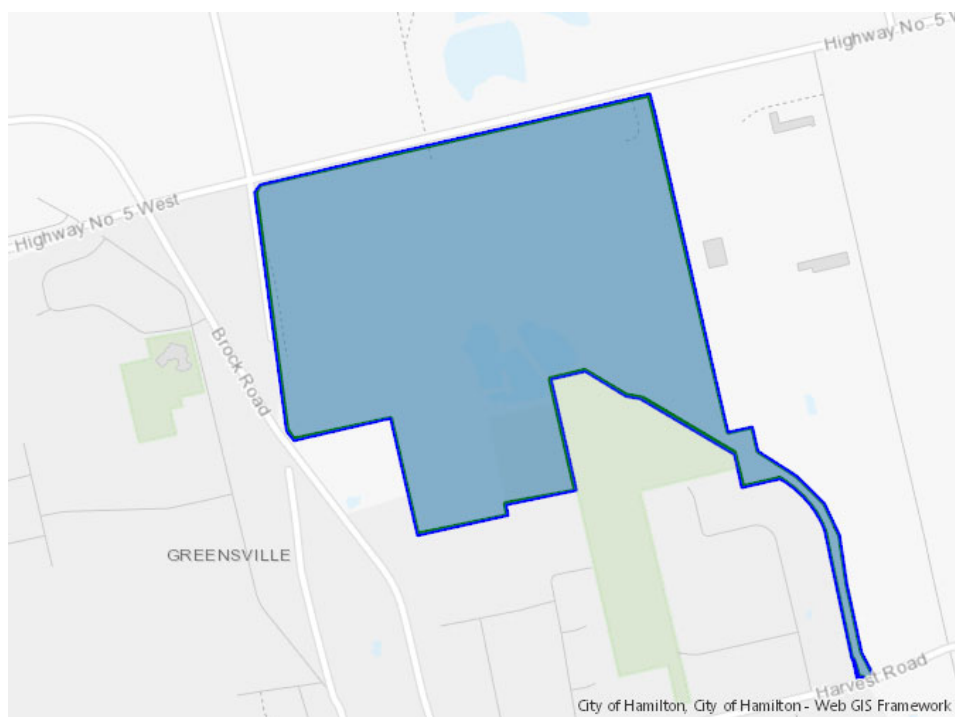 Highway No. 5 W
Highway No. 5 West
Brock Road
GREENSVILLE
Harvest Road
City of Hamilton, City of Hamilton - Web GIS Framework